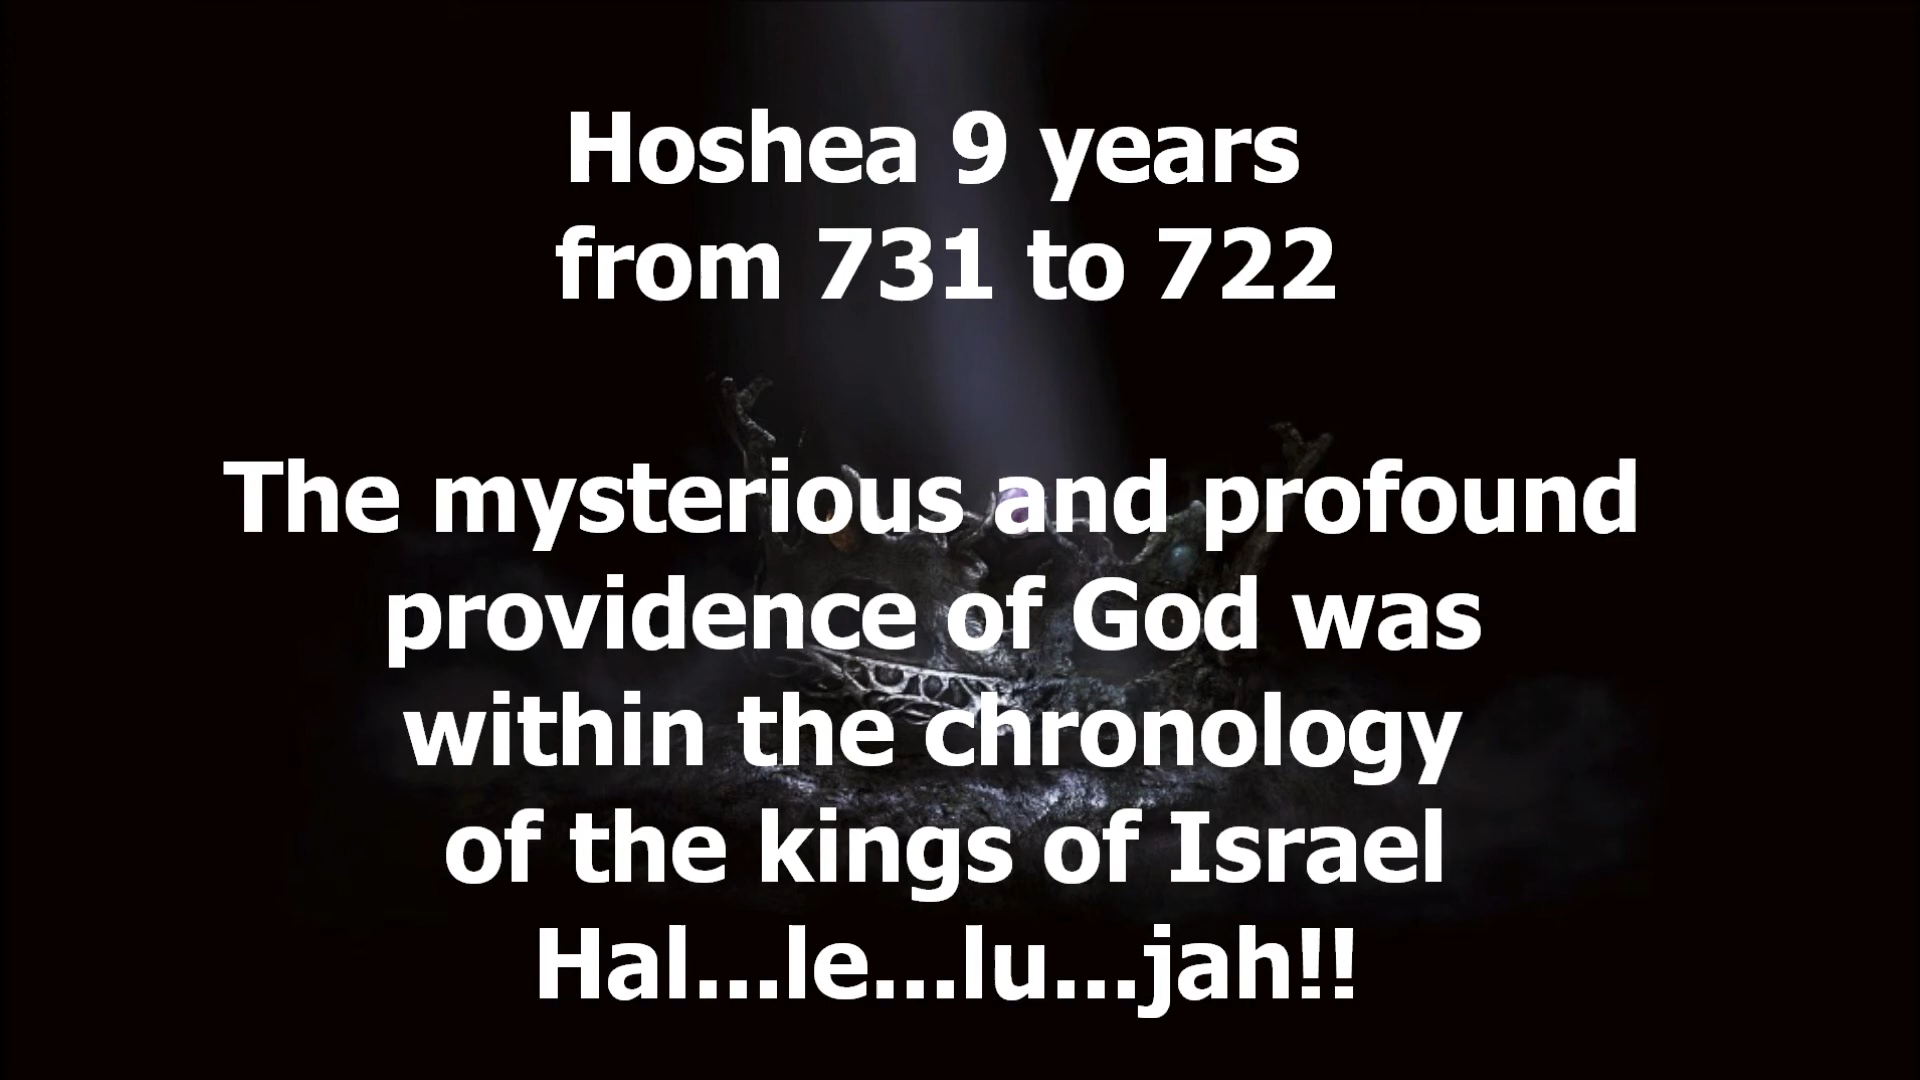 Hoshea 9 years
from 731 to 722
The mysterious and profound
providence of God was
within the chronology
of the kings of Israel
Hal...le...lu...jah!!